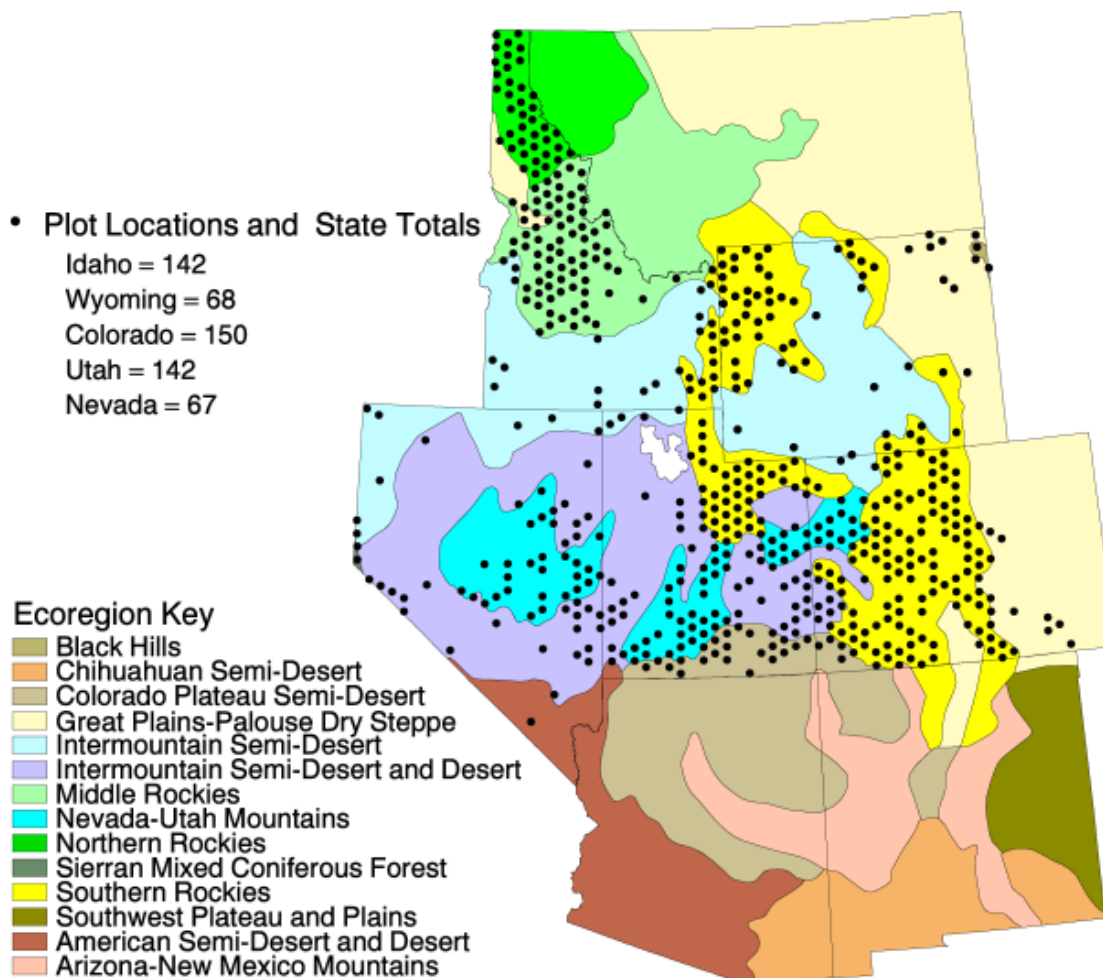 Plot Locations and State Totals
Idaho = 142
Wyoming = 68
Colorado = 150
Utah = 142
Nevada = 67
Ecoregion Key
Black Hills
Chihuahuan Semi-Desert
Colorado Plateau Semi-Desert
Great Plains-Palouse Dry Steppe
Intermountain Semi-Desert
Intermountain Semi-Desert and Desert
Middle Rockies
Nevada-Utah Mountains
Northern Rockies
Sierran Mixed Coniferous Forest
Southern Rockies
Southwest Plateau and Plains
American Semi-Desert and Desert
Arizona-New Mexico Mountains